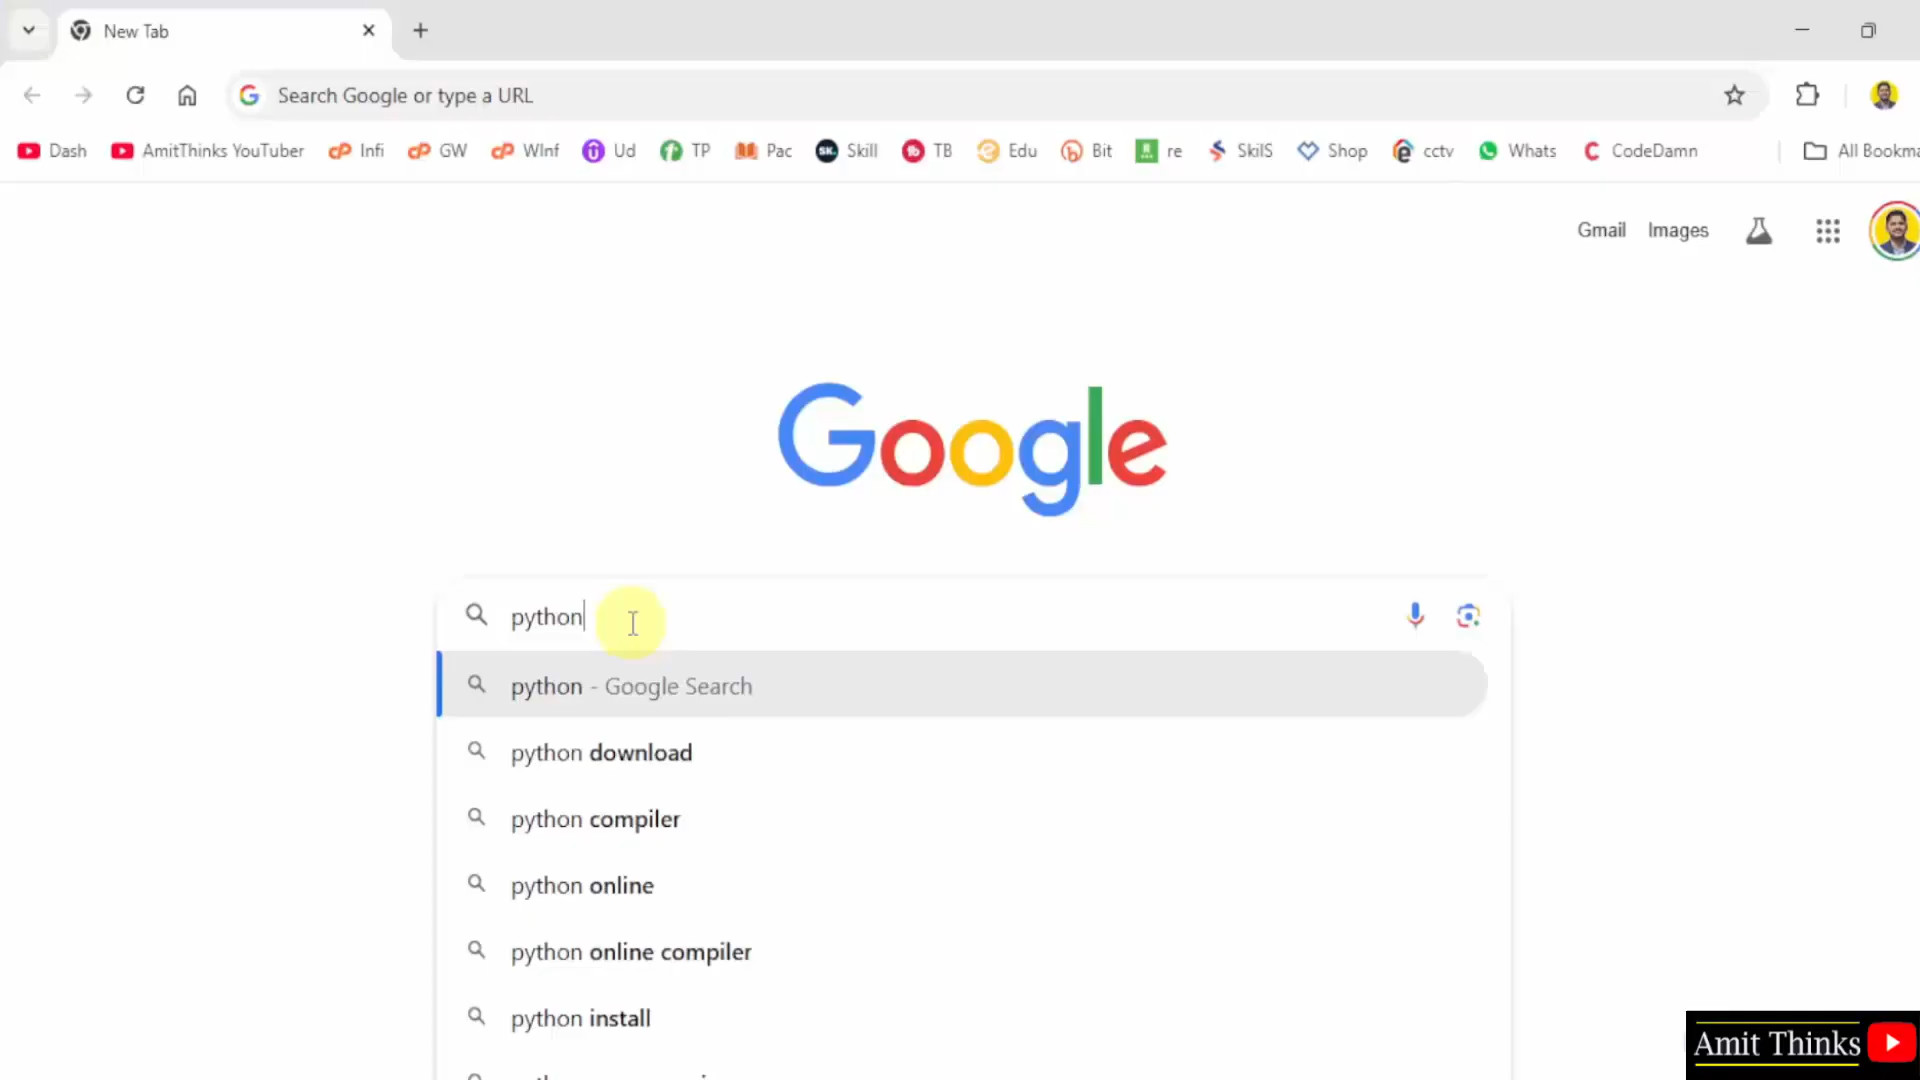 New Tab
Search Google or type a URL
Dash AmitThinks YouTuber Infi GW WInf Ud TP Pac Skill TB Edu Bit re SkilS Shop cctv Whats CodeDamn All Bookma
Gmail Images
Google
python
python - Google Search
python download
python compiler
python online
python online compiler
python install
Amit Thinks